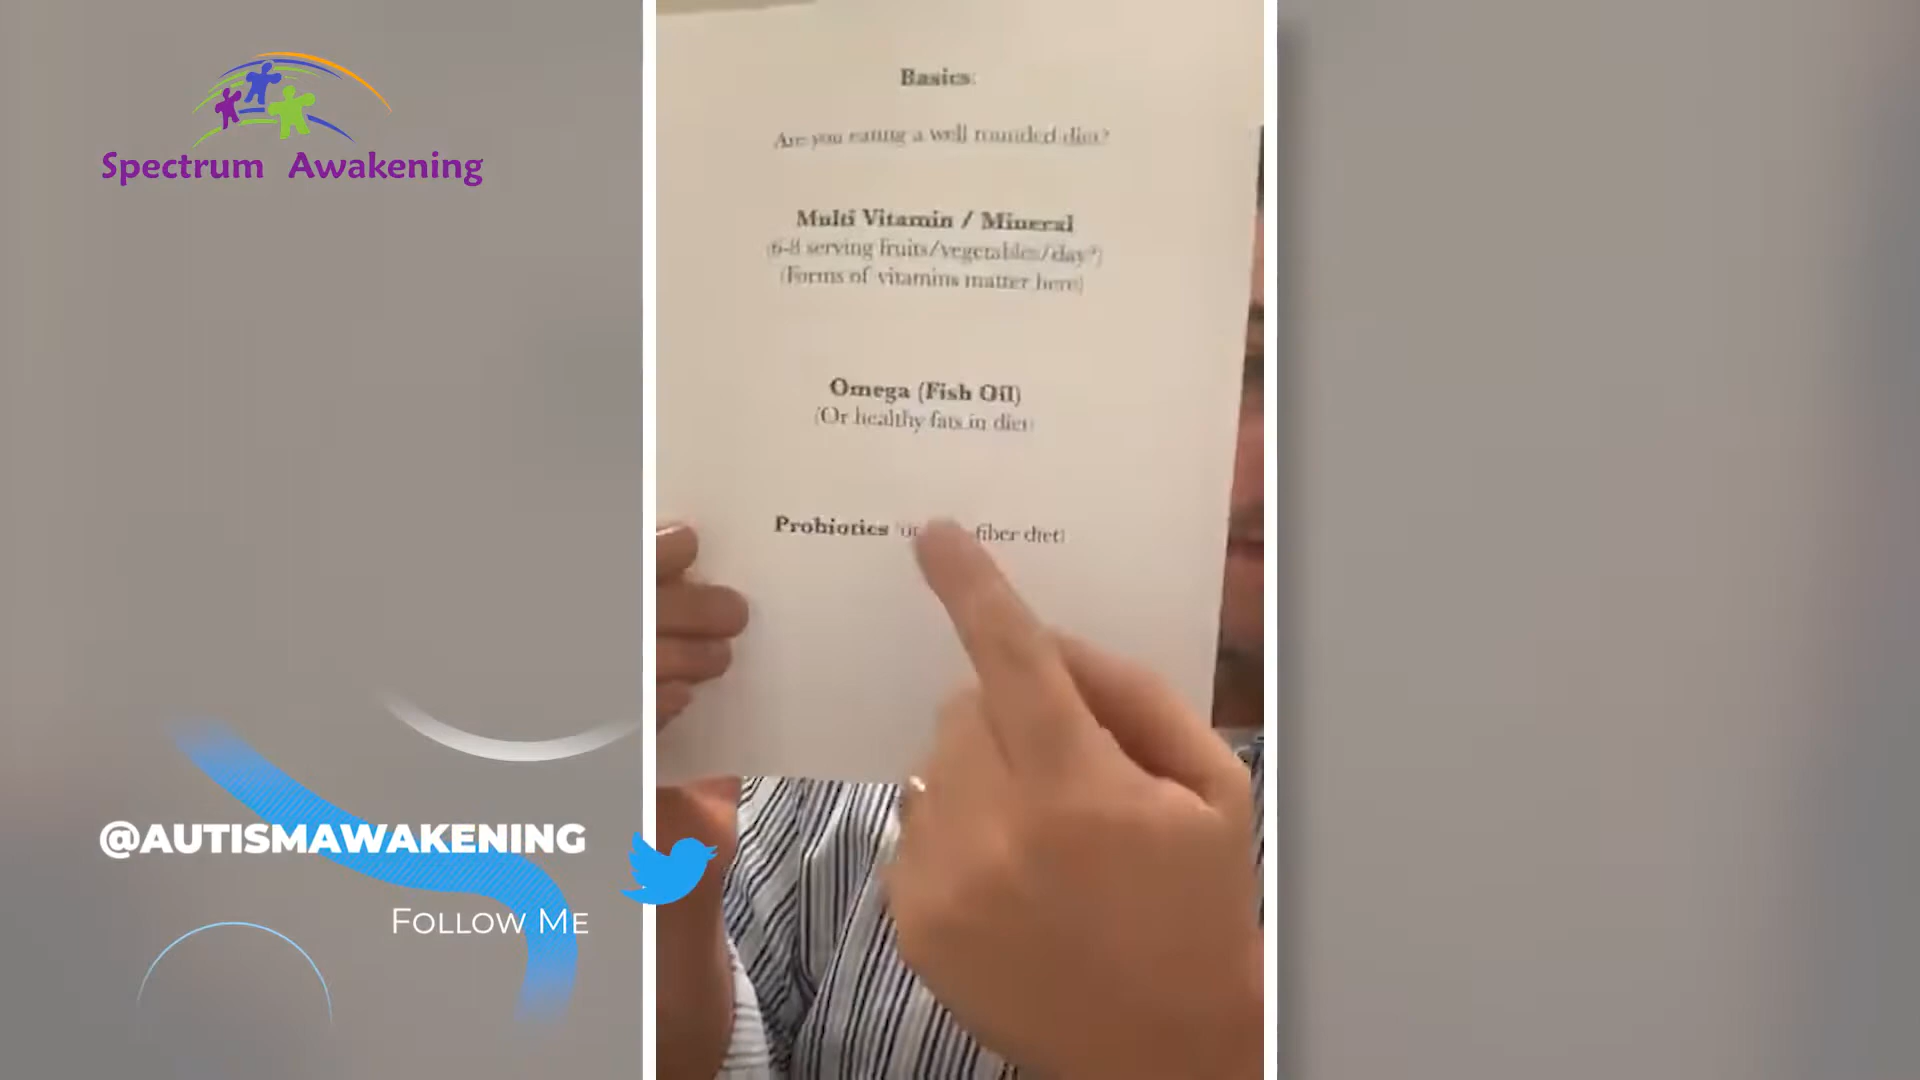 Spectrum Awakening
Basics:
Are you eating a well rounded diet?
Multi Vitamin / Mineral
(6-8 serving fruits/vegetables/day*)
(Forms of vitamins matter here)
Omega (Fish Oil)
(Or healthy fats in diet)
Probiotics (or fiber diet)
@AUTISMAWAKENING
FOLLOW ME